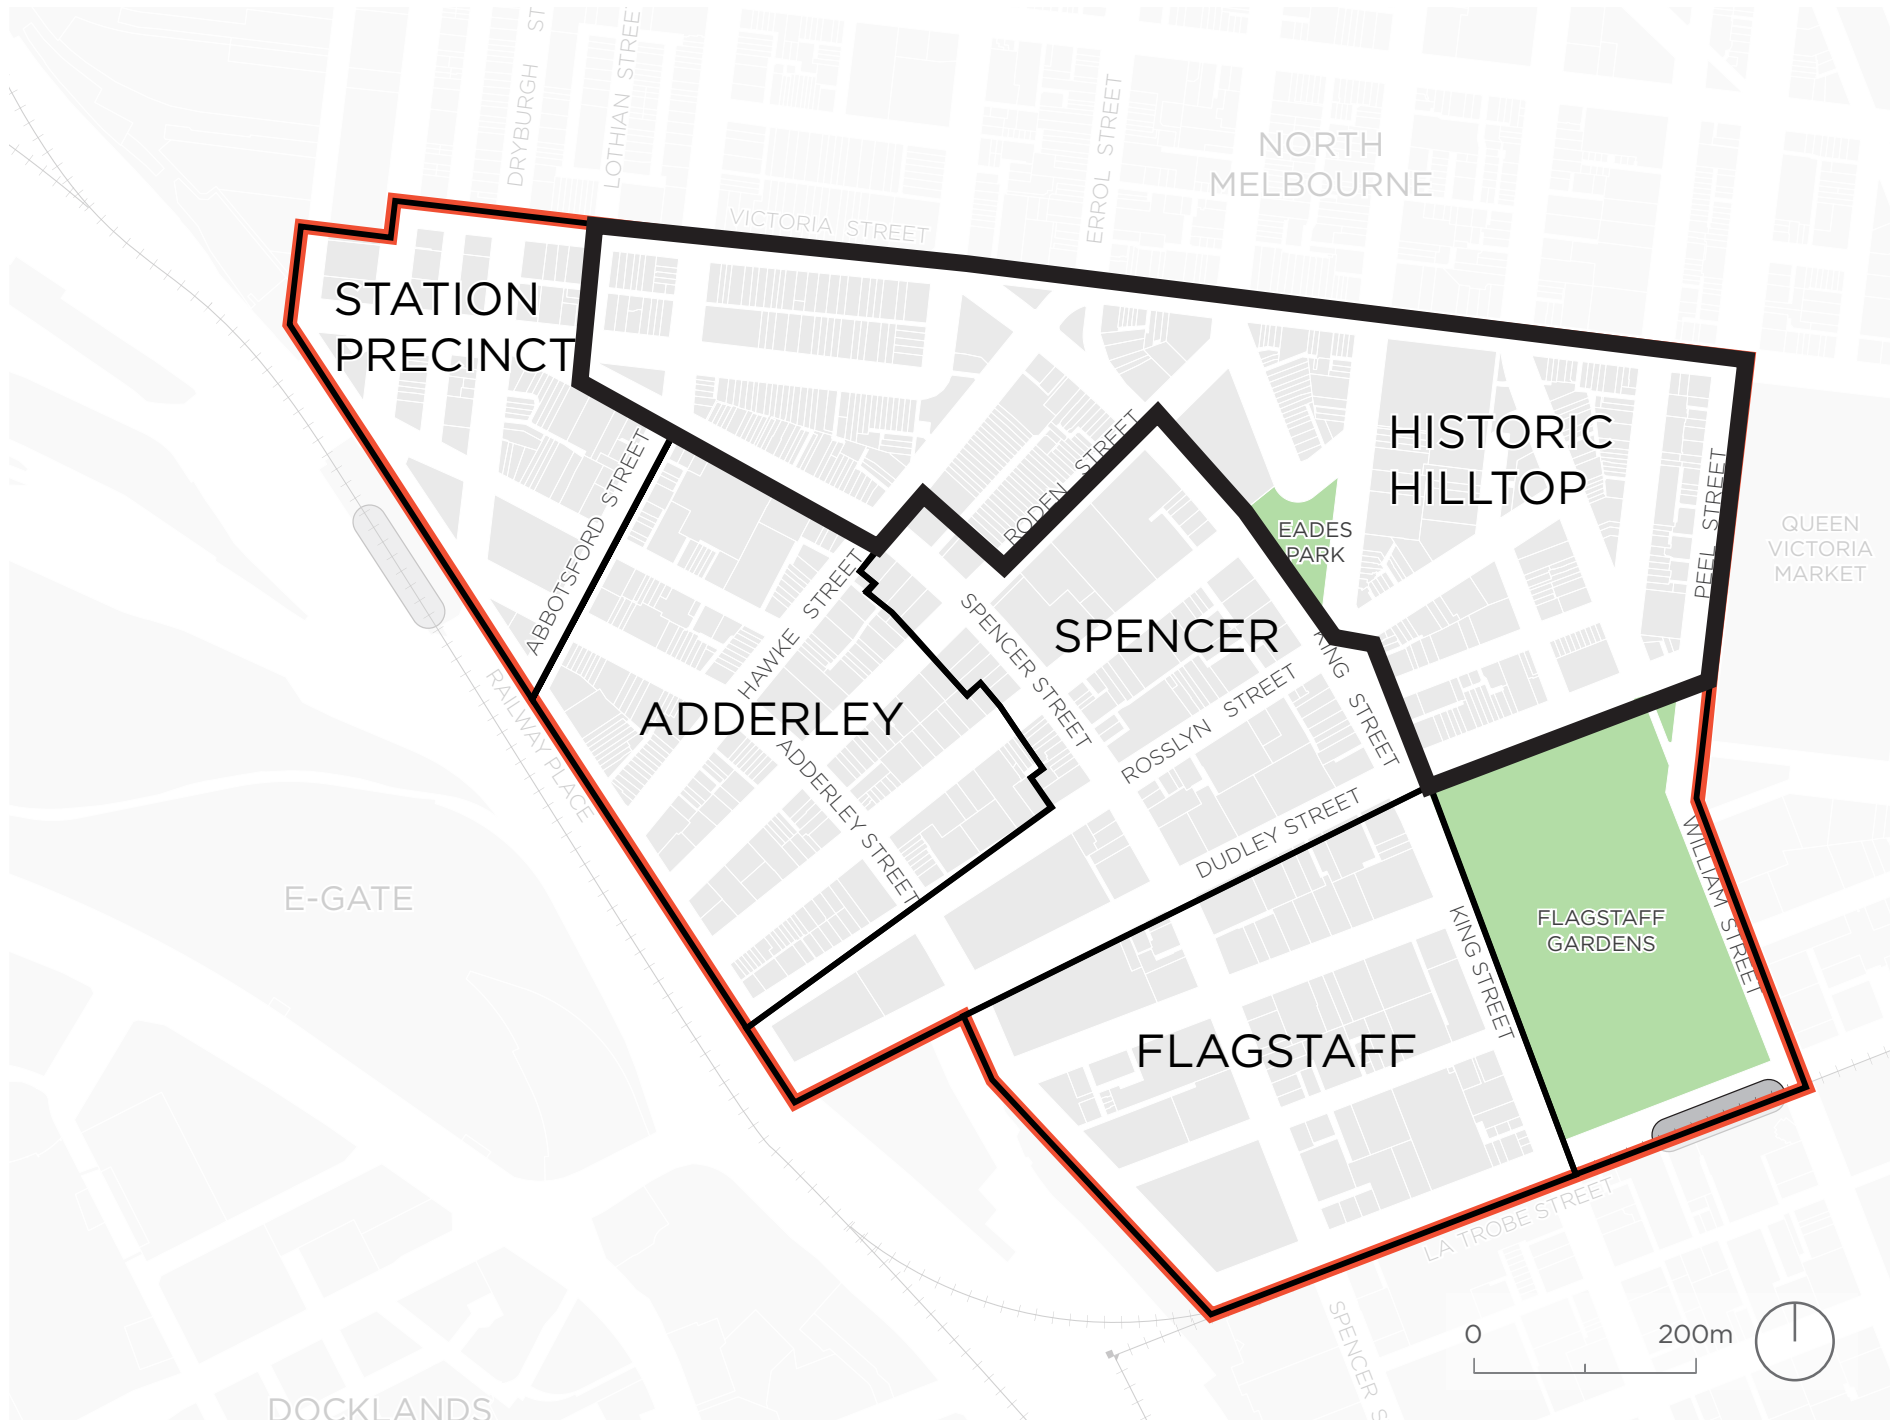 DRYBURGH ST
LOTHIAN STREET
ERROL STREET
NORTH
MELBOURNE
VICTORIA STREET
STATION
PRECINCT
HISTORIC
HILLTOP
RODEN STREET
ABBOTSFORD STREET
PEEL STREET
EADES
PARK
QUEEN
VICTORIA
MARKET
HAWKE STREET
SPENCER STREET
SPENCER
KING STREET
ROSSLYN STREET
RAILWAY PLACE
ADDERLEY
ADDERLEY STREET
DUDLEY STREET
WILLIAM STREET
E-GATE
KING STREET
FLAGSTAFF
GARDENS
FLAGSTAFF
LA TROBE STREET
SPENCER S
0 200m
DOCKLANDS